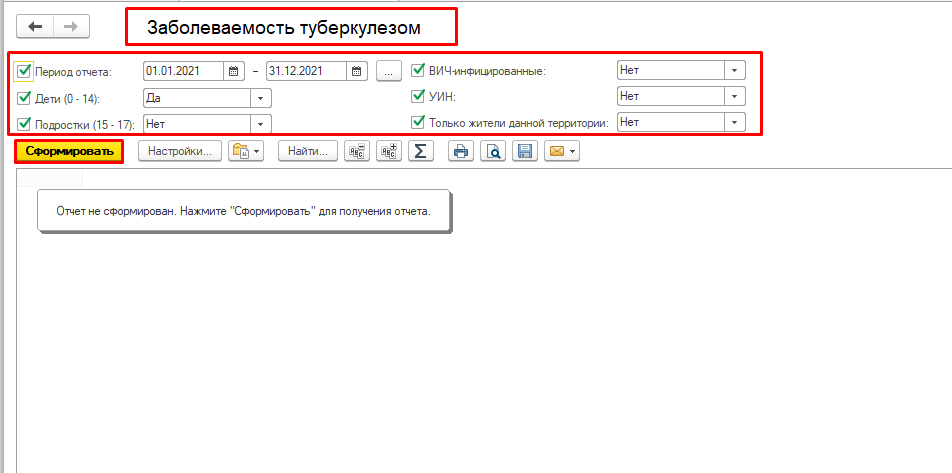 Заболеваемость туберкулезом
Период отчета: 01.01.2021 – 31.12.2021 ... ВИЧ-инфицированные: Нет
Дети (0 - 14): Да УИН: Нет
Подростки (15 - 17): Нет Только жители данной территории: Нет
Сформировать Настройки... Найти... Σ
Отчет не сформирован. Нажмите "Сформировать" для получения отчета.